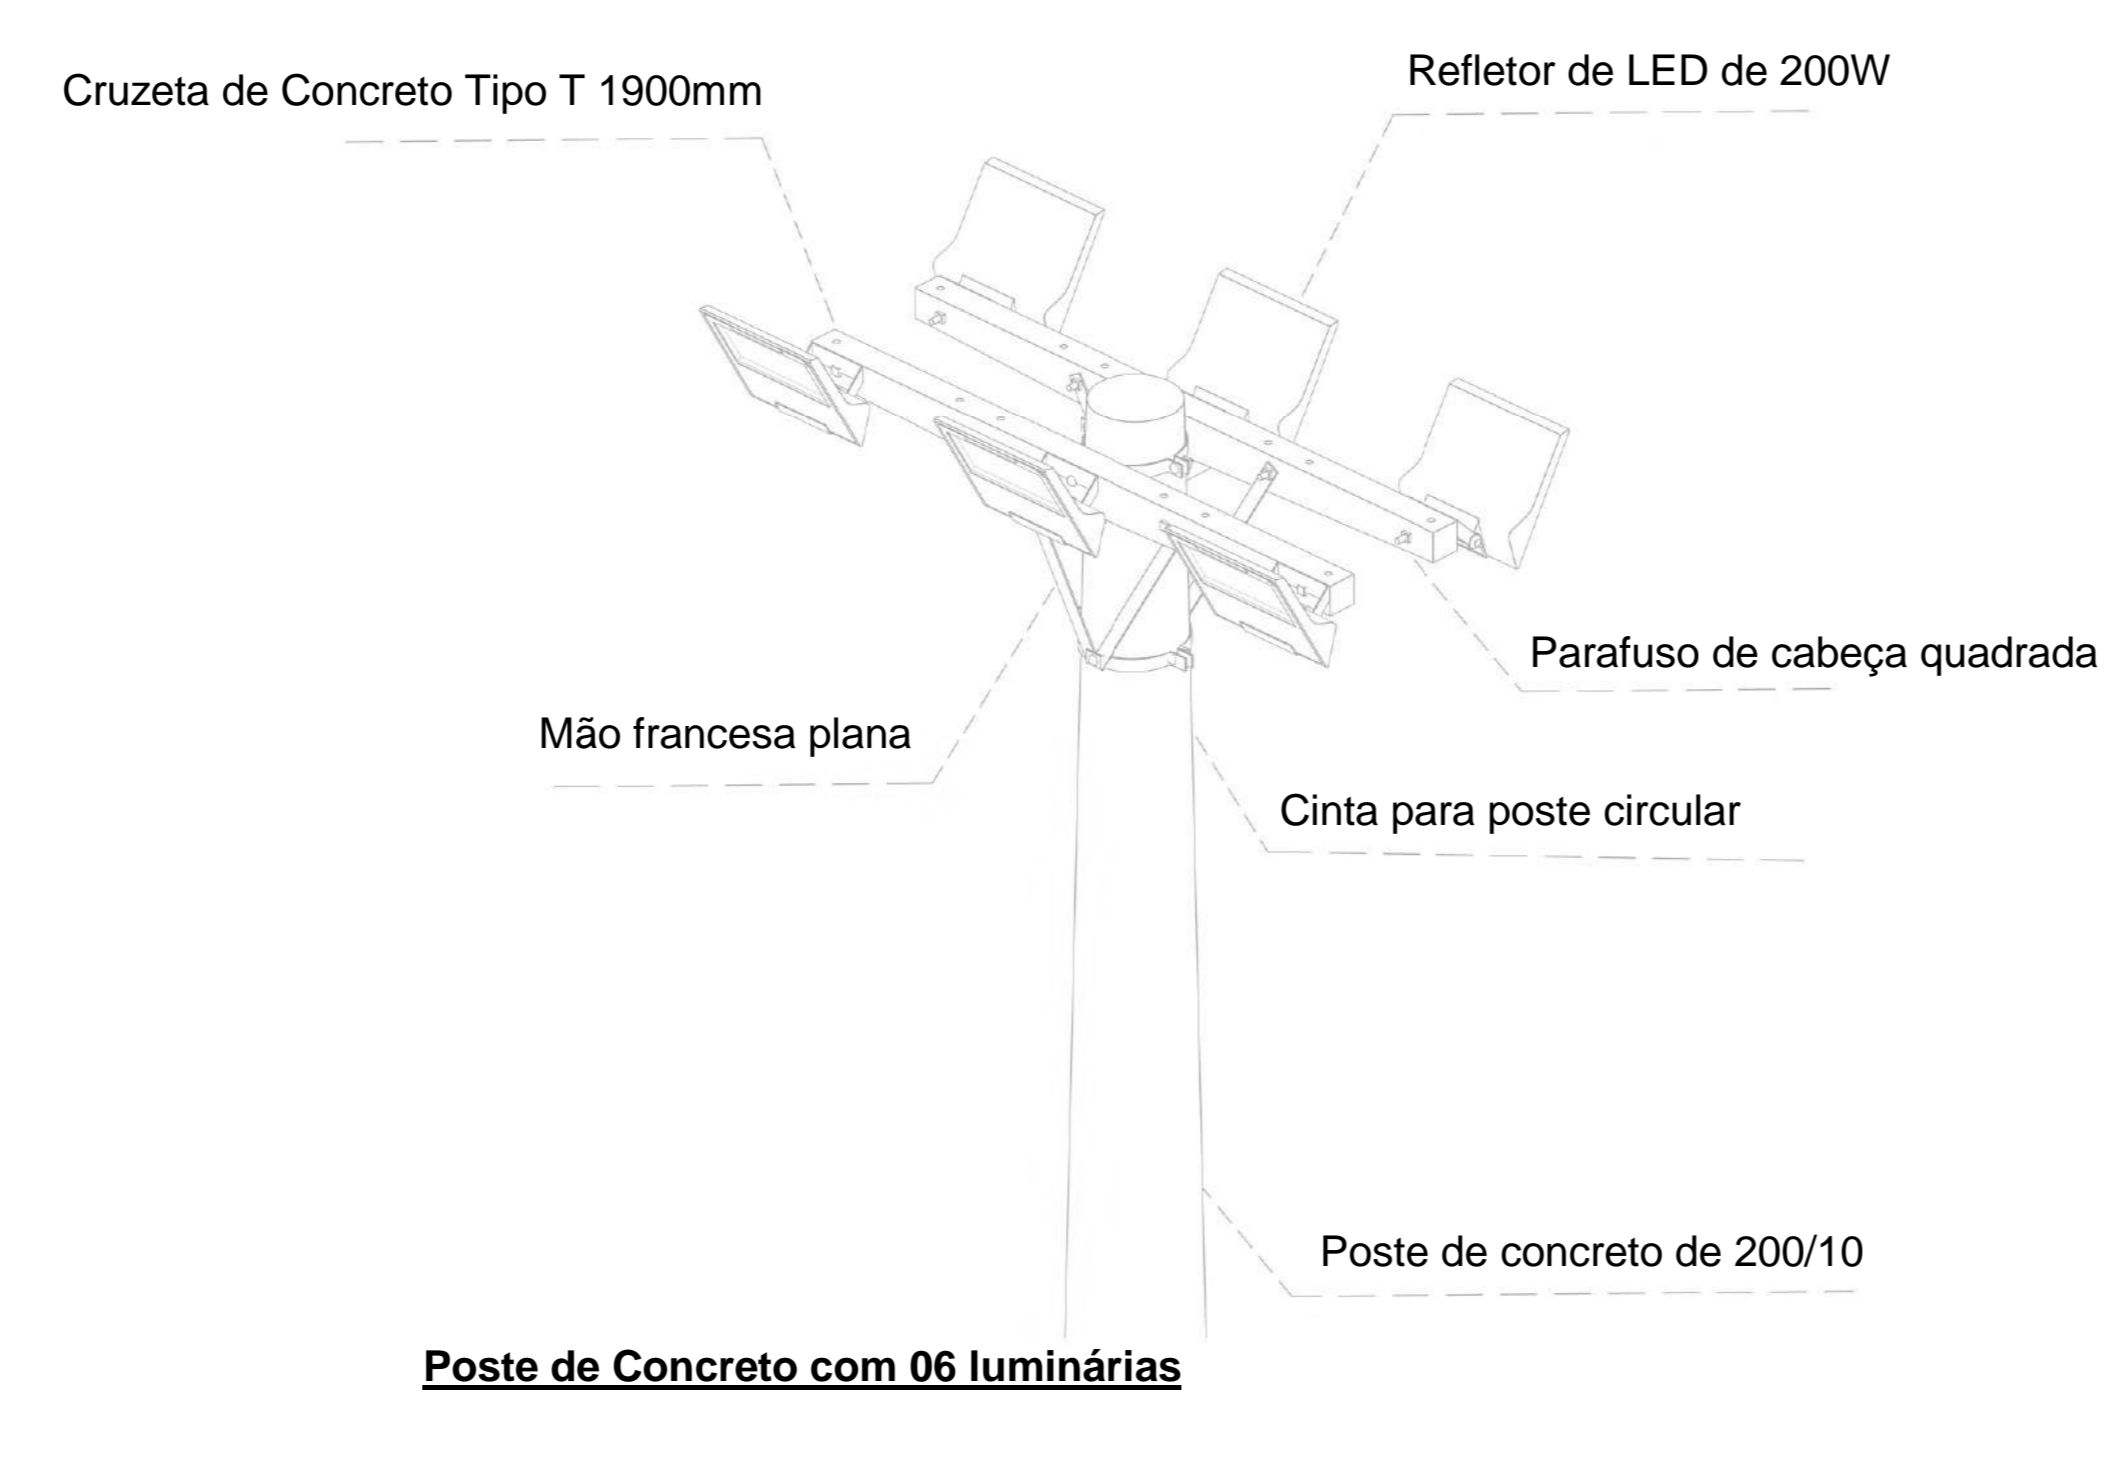 Refletor de LED de 200W
Cruzeta de Concreto Tipo T 1900mm
Parafuso de cabeça quadrada
Mão francesa plana
Cinta para poste circular
Poste de concreto de 200/10
Poste de Concreto com 06 luminárias